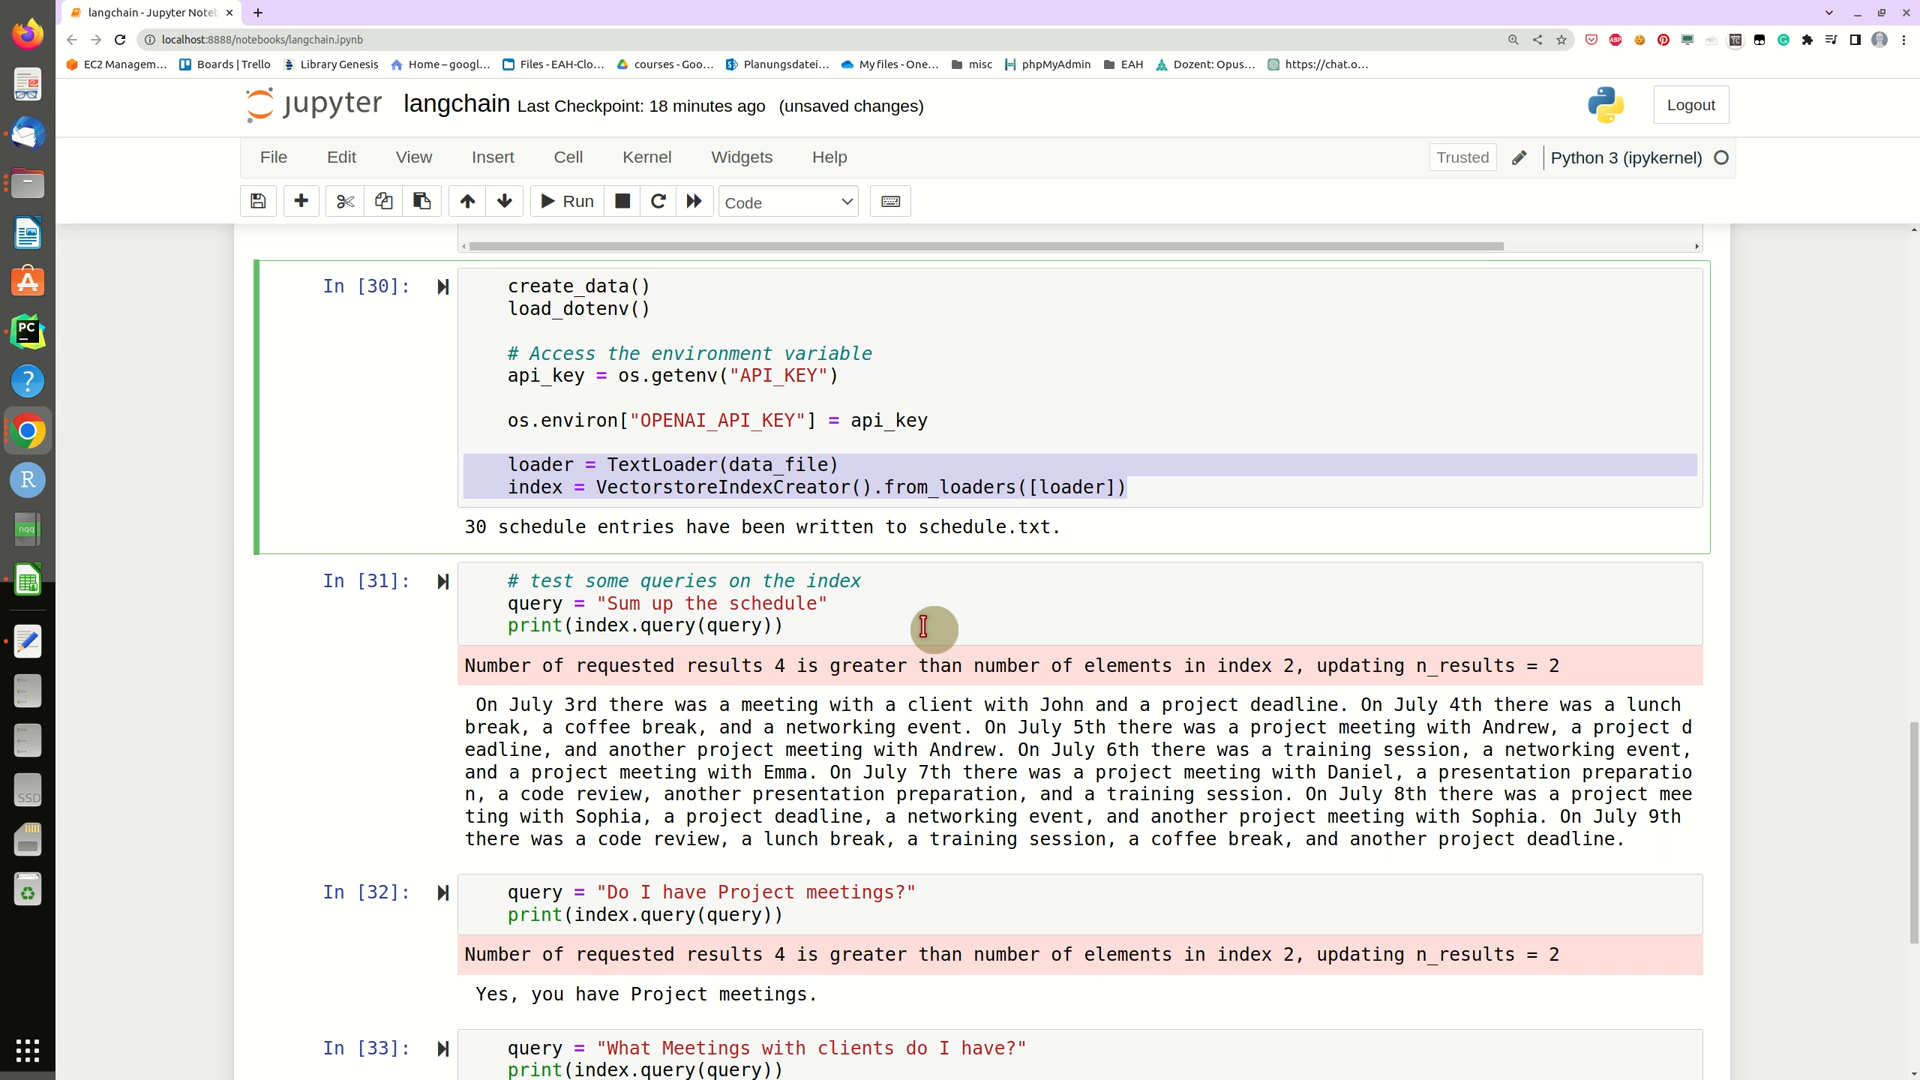 langchain - Jupyter Noteb
localhost:8888/notebooks/langchain.ipynb
EC2 Managem... Boards | Trello Library Genesis Home – googl... Files - EAH-Clo... courses - Goo... Planungsdatei... My files - One... misc phpMyAdmin EAH Dozent: Opus... https://chat.o...
jupyter langchain Last Checkpoint: 18 minutes ago (unsaved changes) Logout
File Edit View Insert Cell Kernel Widgets Help Trusted Python 3 (ipykernel)
Run Code
In [30]: create_data()
load_dotenv()
# Access the environment variable
api_key = os.getenv("API_KEY")
os.environ["OPENAI_API_KEY"] = api_key
loader = TextLoader(data_file)
index = VectorstoreIndexCreator().from_loaders([loader])
30 schedule entries have been written to schedule.txt.
In [31]: # test some queries on the index
query = "Sum up the schedule"
print(index.query(query))
Number of requested results 4 is greater than number of elements in index 2, updating n_results = 2
On July 3rd there was a meeting with a client with John and a project deadline. On July 4th there was a lunch
break, a coffee break, and a networking event. On July 5th there was a project meeting with Andrew, a project d
eadline, and another project meeting with Andrew. On July 6th there was a training session, a networking event,
and a project meeting with Emma. On July 7th there was a project meeting with Daniel, a presentation preparatio
n, a code review, another presentation preparation, and a training session. On July 8th there was a project mee
ting with Sophia, a project deadline, a networking event, and another project meeting with Sophia. On July 9th
there was a code review, a lunch break, a training session, a coffee break, and another project deadline.
In [32]: query = "Do I have Project meetings?"
print(index.query(query))
Number of requested results 4 is greater than number of elements in index 2, updating n_results = 2
Yes, you have Project meetings.
In [33]: query = "What Meetings with clients do I have?"
print(index.query(query))
PC
R
nqq
SSD
ABP
TC